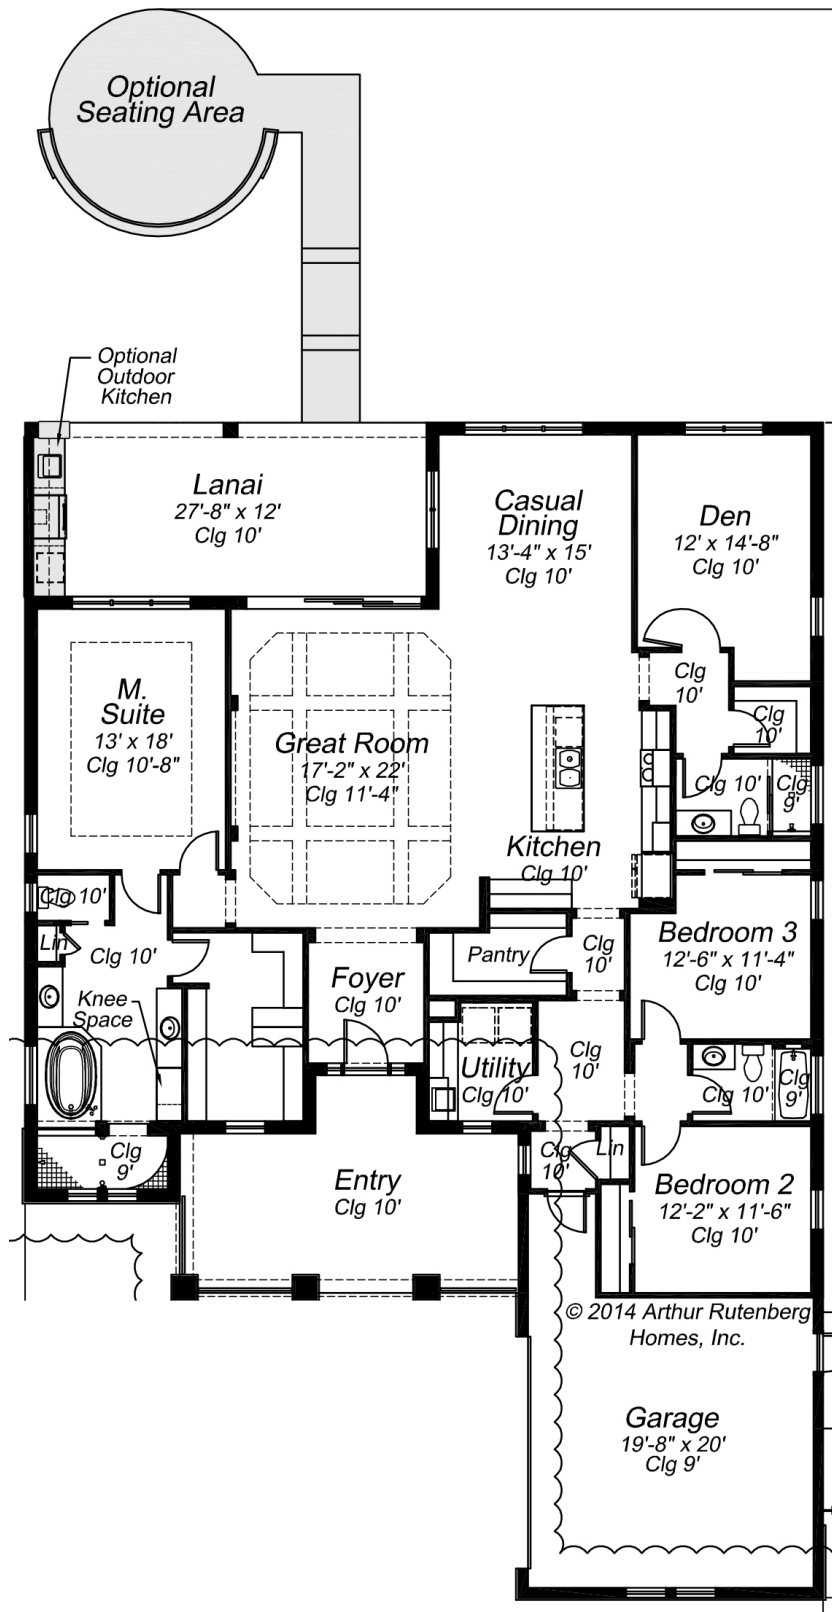 Optional
Seating Area
Optional
Outdoor
Kitchen
Lanai
27'-8" x 12'
Clg 10'
Casual
Dining
13'-4" x 15'
Clg 10'
Den
12' x 14'-8"
Clg 10'
M.
Suite
13' x 18'
Clg 10'-8"
Great Room
17'-2" x 22'
Clg 11'-4"
Clg
10'
Clg
10'
Clg 10'
Clg
9'
Kitchen
Clg 10'
Clg 10'
Lin
Clg 10'
Knee
Space
Foyer
Clg 10'
Pantry
Clg
10'
Bedroom 3
12'-6" x 11'-4"
Clg 10'
Utility
Clg 10'
Clg
10'
Clg 10'
Clg
9'
Clg
9'
Entry
Clg 10'
Clg
10'
Lin
Bedroom 2
12'-2" x 11'-6"
Clg 10'
© 2014 Arthur Rutenberg
Homes, Inc.
Garage
19'-8" x 20'
Clg 9'